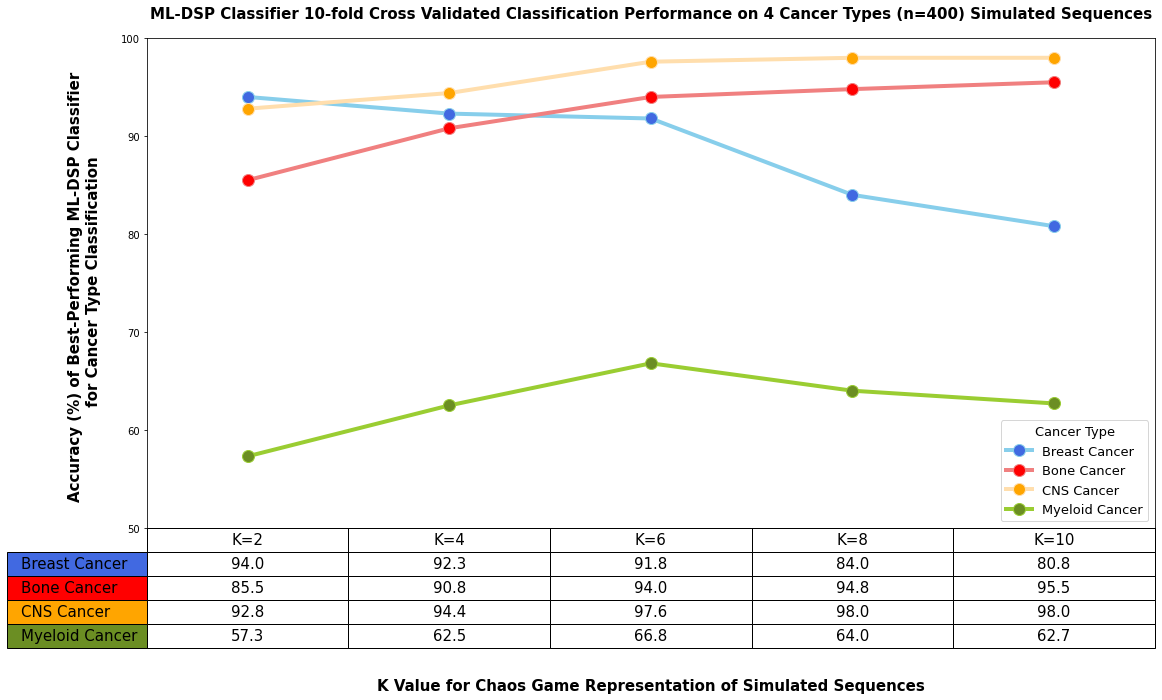 ML-DSP Classifier 10-fold Cross Validated Classification Performance on 4 Cancer Types (n=400) Simulated Sequences
Accuracy (%) of Best-Performing ML-DSP Classifier
for Cancer Type Classification
100
90
80
70
60
50
Cancer Type
Breast Cancer
Bone Cancer
CNS Cancer
Myeloid Cancer
K=2 K=4 K=6 K=8 K=10
Breast Cancer 94.0 92.3 91.8 84.0 80.8
Bone Cancer 85.5 90.8 94.0 94.8 95.5
CNS Cancer 92.8 94.4 97.6 98.0 98.0
Myeloid Cancer 57.3 62.5 66.8 64.0 62.7
K Value for Chaos Game Representation of Simulated Sequences